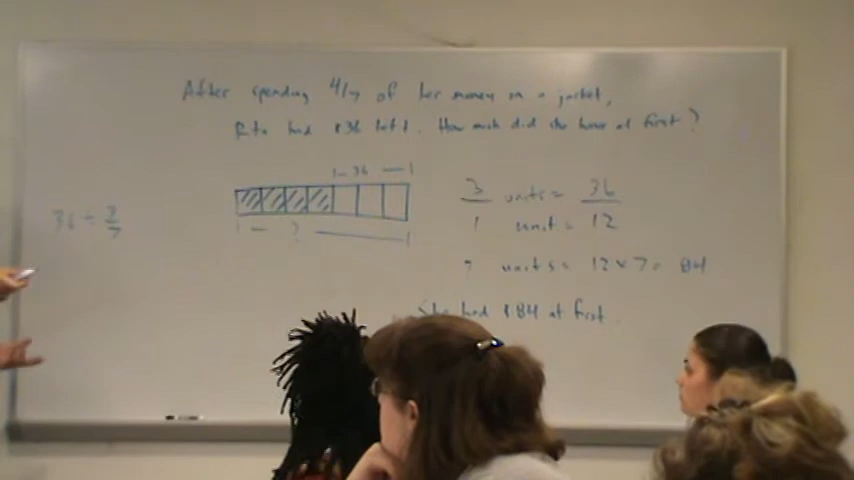 After spending 4/7 of her money on a jacket,
Rita had $36 left. How much did she have at first?
36
?
3 units = 36
1 unit = 12
7 units = 12 × 7 = 84
She had $84 at first.
36 ÷ 3/7